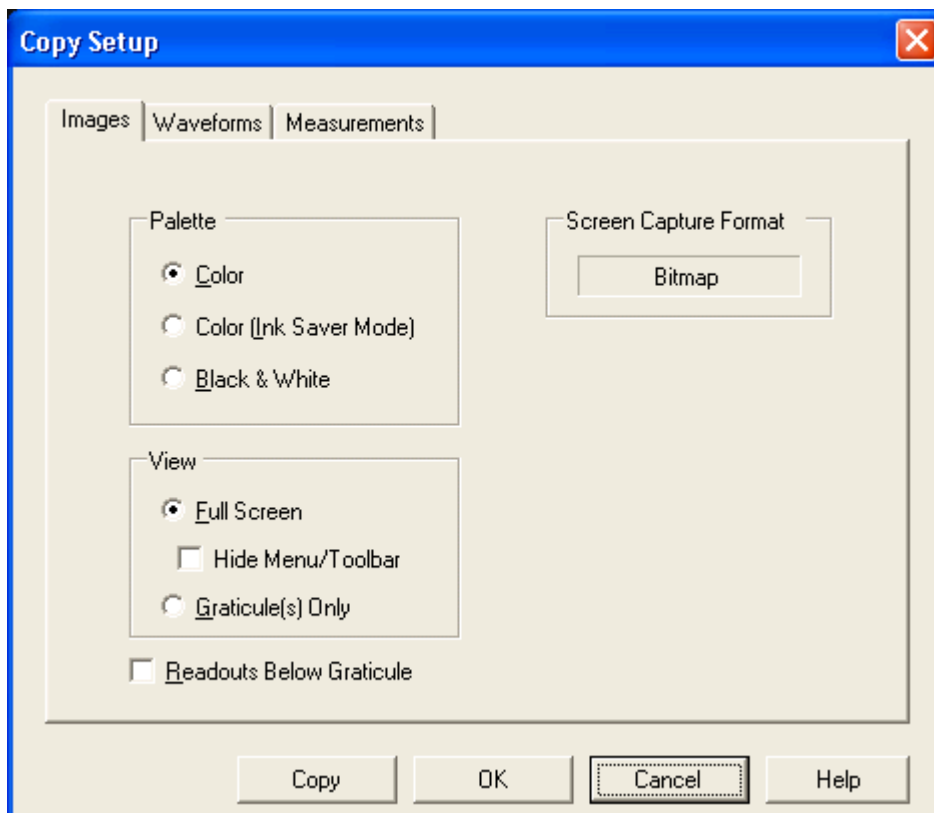 Copy Setup
Images
Waveforms
Measurements
Palette
Color
Color (Ink Saver Mode)
Black & White
View
Full Screen
Hide Menu/Toolbar
Graticule(s) Only
Readouts Below Graticule
Screen Capture Format
Bitmap
Copy
OK
Cancel
Help